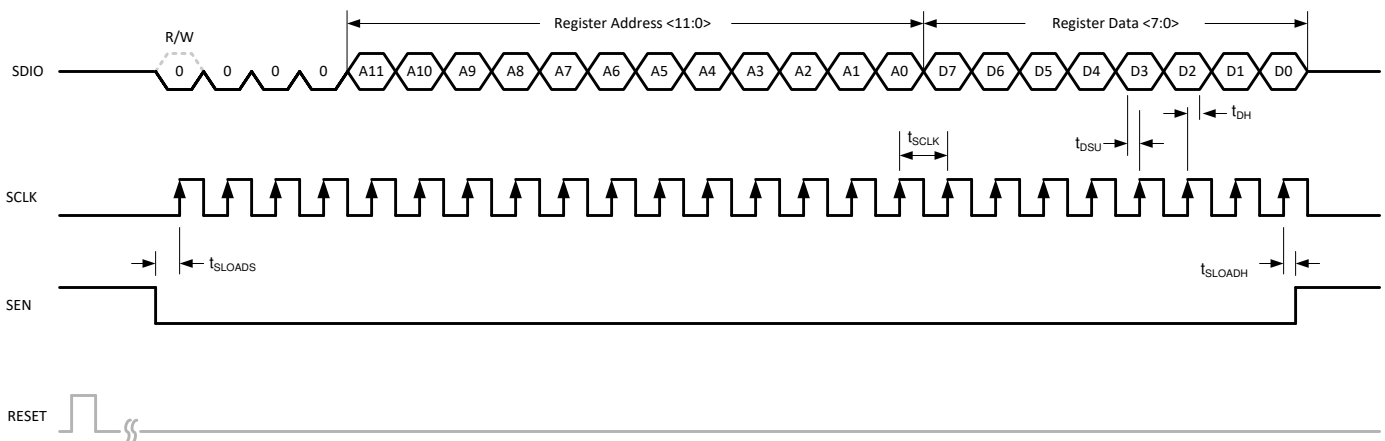 Register Address <11:0>
Register Data <7:0>
R/W
SDIO
0 0 0 0 A11 A10 A9 A8 A7 A6 A5 A4 A3 A2 A1 A0 D7 D6 D5 D4 D3 D2 D1 D0
tDH
tSCLK
tDSU
SCLK
tSLOADS
tSLOADH
SEN
RESET